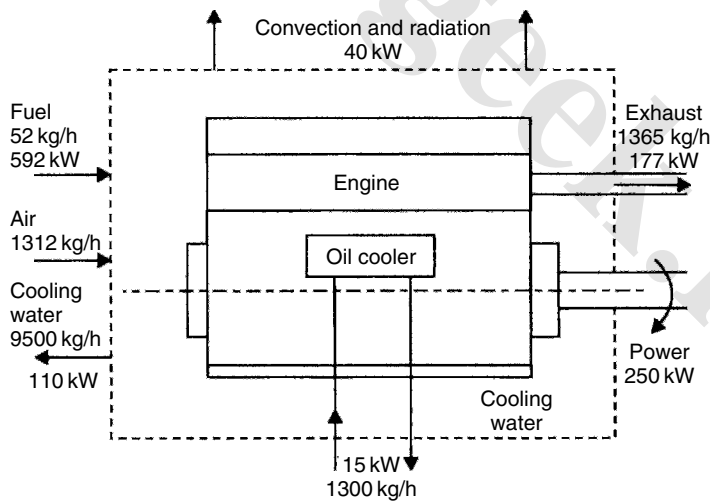 Convection and radiation
40 kW
Fuel
52 kg/h
592 kW
Exhaust
1365 kg/h
177 kW
Engine
Air
1312 kg/h
Oil cooler
Cooling
water
9500 kg/h
110 kW
Power
250 kW
Cooling
water
15 kW
1300 kg/h
geek.